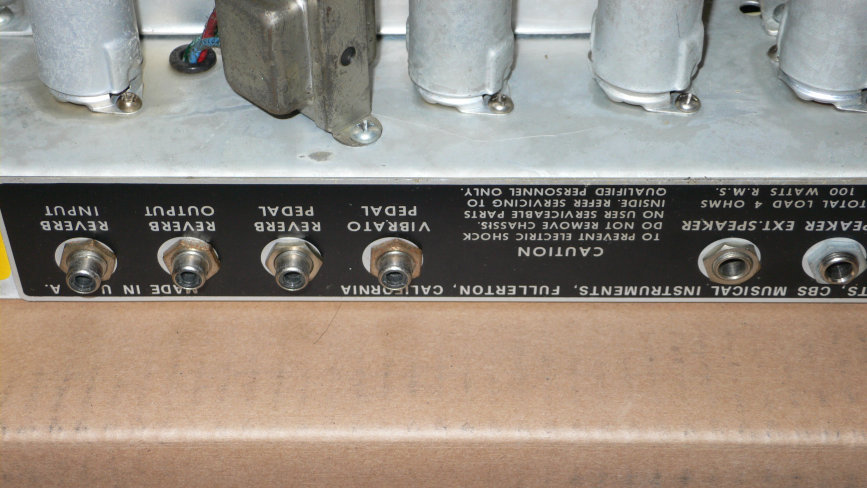 TS, CBS MUSICAL INSTRUMENTS, FULLERTON, CALIFORNIA
MADE IN U. A.
PEAKER
EXT.SPEAKER
TOTAL LOAD 4 OHMS
100 WATTS R.M.S.
CAUTION
TO PREVENT ELECTRIC SHOCK
DO NOT REMOVE CHASSIS.
NO USER SERVICEABLE PARTS
INSIDE. REFER SERVICING TO
QUALIFIED PERSONNEL ONLY.
VIBRATO
PEDAL
REVERB
PEDAL
REVERB
OUTPUT
REVERB
INPUT